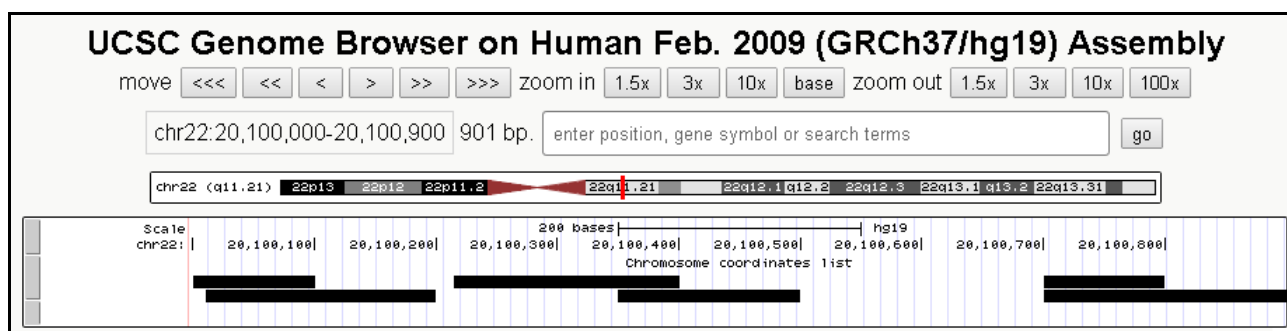 UCSC Genome Browser on Human Feb. 2009 (GRCh37/hg19) Assembly
move <<< << < > >> >>> zoom in 1.5x 3x 10x base zoom out 1.5x 3x 10x 100x
chr22:20,100,000-20,100,900 901 bp. enter position, gene symbol or search terms go
chr22 (q11.21) 22p13 22p12 22p11.2 22q11.21 22q12.1 q12.2 22q12.3 22q13.1 q13.2 22q13.31
Scale 200 bases hg19
chr22: 20,100,100 20,100,200 20,100,300 20,100,400 20,100,500 20,100,600 20,100,700 20,100,800
Chromosome coordinates list